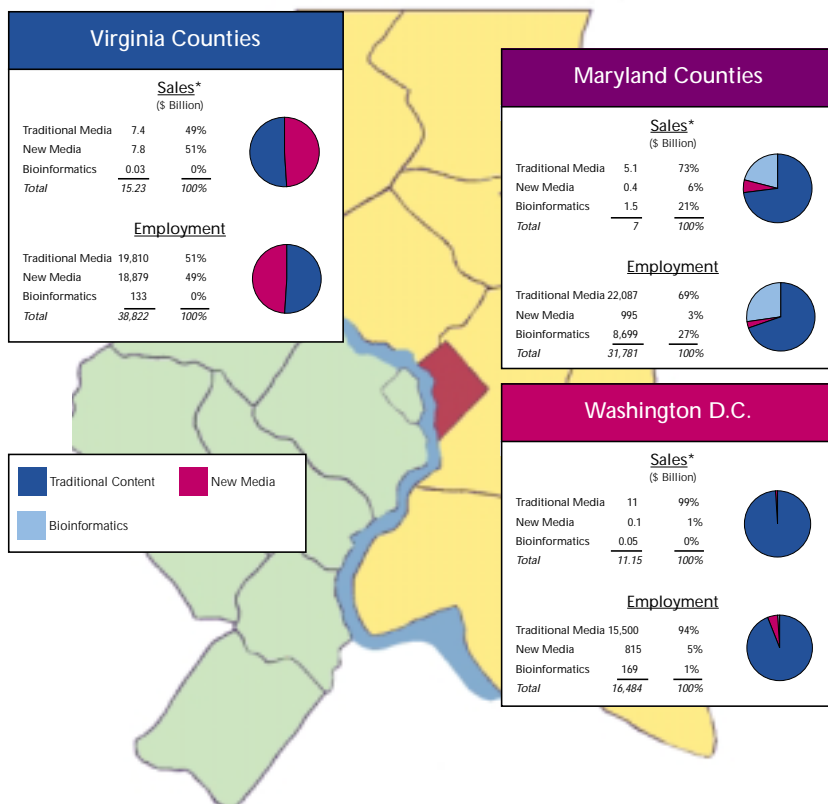 Virginia Counties
Sales*
($ Billion)
Traditional Media 7.4 49%
New Media 7.8 51%
Bioinformatics 0.03 0%
Total 15.23 100%
Employment
Traditional Media 19,810 51%
New Media 18,879 49%
Bioinformatics 133 0%
Total 38,822 100%
Maryland Counties
Sales*
($ Billion)
Traditional Media 5.1 73%
New Media 0.4 6%
Bioinformatics 1.5 21%
Total 7 100%
Employment
Traditional Media 22,087 69%
New Media 995 3%
Bioinformatics 8,699 27%
Total 31,781 100%
Traditional Content New Media
Bioinformatics
Washington D.C.
Sales*
($ Billion)
Traditional Media 11 99%
New Media 0.1 1%
Bioinformatics 0.05 0%
Total 11.15 100%
Employment
Traditional Media 15,500 94%
New Media 815 5%
Bioinformatics 169 1%
Total 16,484 100%